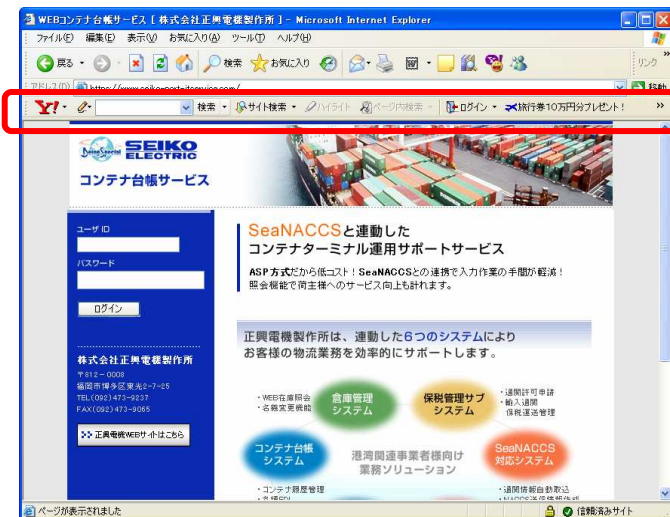 WEBコンテナ台帳サービス [ 株式会社正興電機製作所 ] - Microsoft Internet Explorer
ファイル(F) 編集(E) 表示(V) お気に入り(A) ツール(T) ヘルプ(H)
戻る 検索 お気に入り リンク »
移動
Y! 検索 サイト検索 ハイライト ページ内検索 ログイン 旅行券10万円分プレゼント! »
SEIKO
ELECTRIC
コンテナ台帳サービス
ユーザ ID
パスワード
ログイン
株式会社正興電機製作所
〒812-0008
福岡市博多区東光2-7-25
TEL(092)473-9237
FAX(092)473-9065
正興電機WEBサイトはこちら
SeaNACCSと連動した
コンテナターミナル運用サポートサービス
ASP方式だから低コスト!SeaNACCSとの連携で入力作業の手間が軽減!
照会機能で荷主様へのサービス向上も計れます。
正興電機製作所は、連動した6つのシステムにより
お客様の物流業務を効率的にサポートします。
・WEB在庫照会
・名義変更機能
倉庫管理
システム
保税管理サブ
システム
・通関許可申請
・輸入通関
保税運送管理
コンテナ台帳
システム
港湾関連事業者様向け
業務ソリューション
SeaNACCS
対応システム
・コンテナ履歴管理
・通関情報自動取込
ページが表示されました
信頼済みサイト